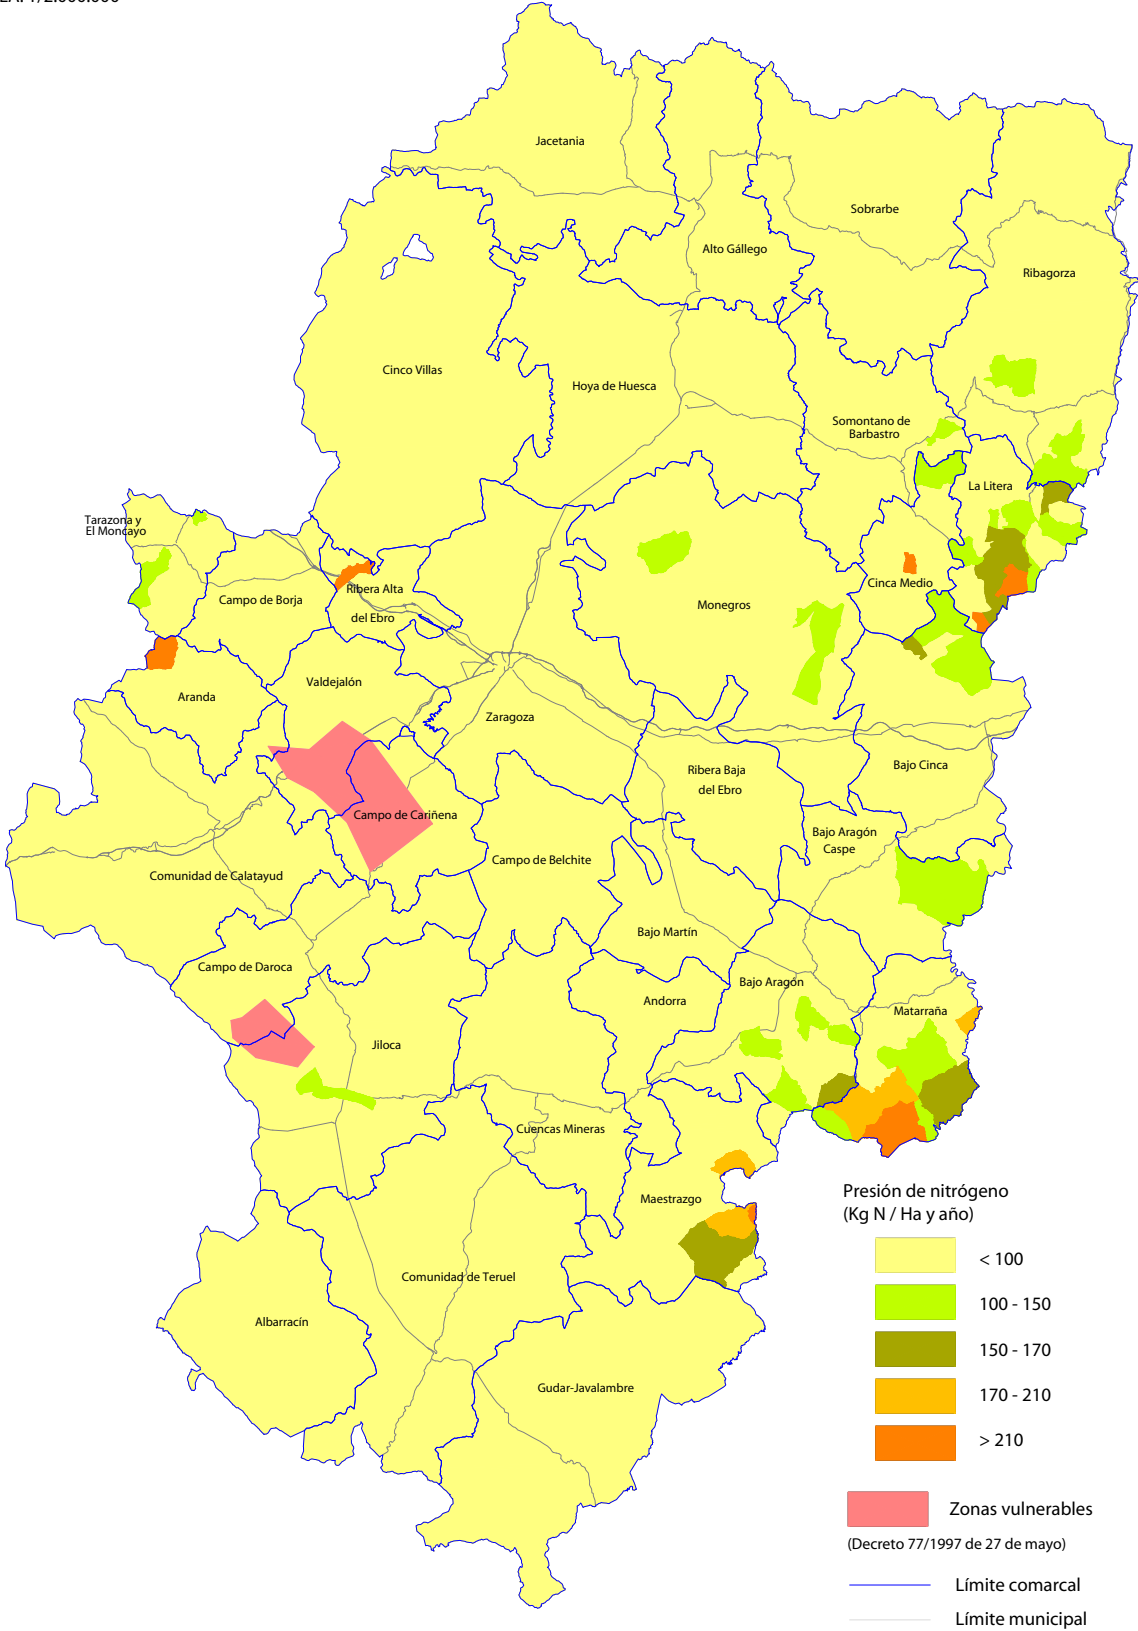 1/2.000.000
Jacetania
Sobrarbe
Alto Gállego
Ribagorza
Cinco Villas
Hoya de Huesca
Somontano de
Barbastro
La Litera
Tarazona y
El Moncayo
Cinca Medio
Ribera Alta
del Ebro
Campo de Borja
Monegros
Valdejalón
Aranda
Zaragoza
Ribera Baja
del Ebro
Bajo Cinca
Campo de Cariñena
Bajo Aragón
Caspe
Campo de Belchite
Comunidad de Calatayud
Bajo Martín
Campo de Daroca
Bajo Aragón
Andorra
Matarraña
Jiloca
Cuencas Mineras
Maestrazgo
Comunidad de Teruel
Albarracín
Gudar-Javalambre
Presión de nitrógeno
(Kg N / Ha y año)
< 100
100 - 150
150 - 170
170 - 210
> 210
Zonas vulnerables
(Decreto 77/1997 de 27 de mayo)
Límite comarcal
Límite municipal